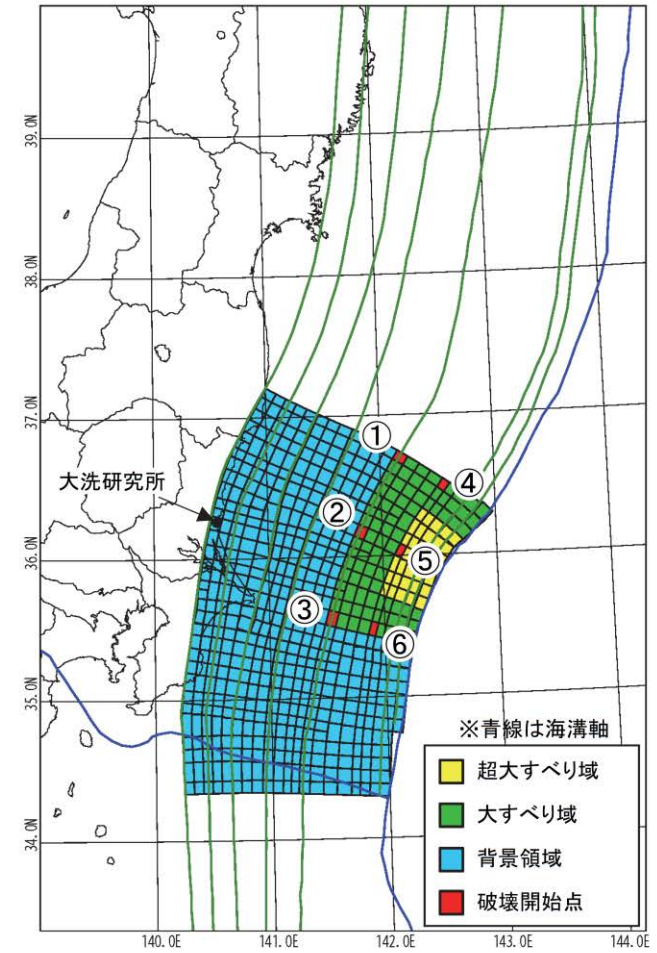 39.0N
38.0N
37.0N
36.0N
35.0N
34.0N
大洗研究所
①
②
③
④
⑤
⑥
※青線は海溝軸
超大すべり域
大すべり域
背景領域
破壊開始点
140.0E
141.0E
142.0E
143.0E
144.0E